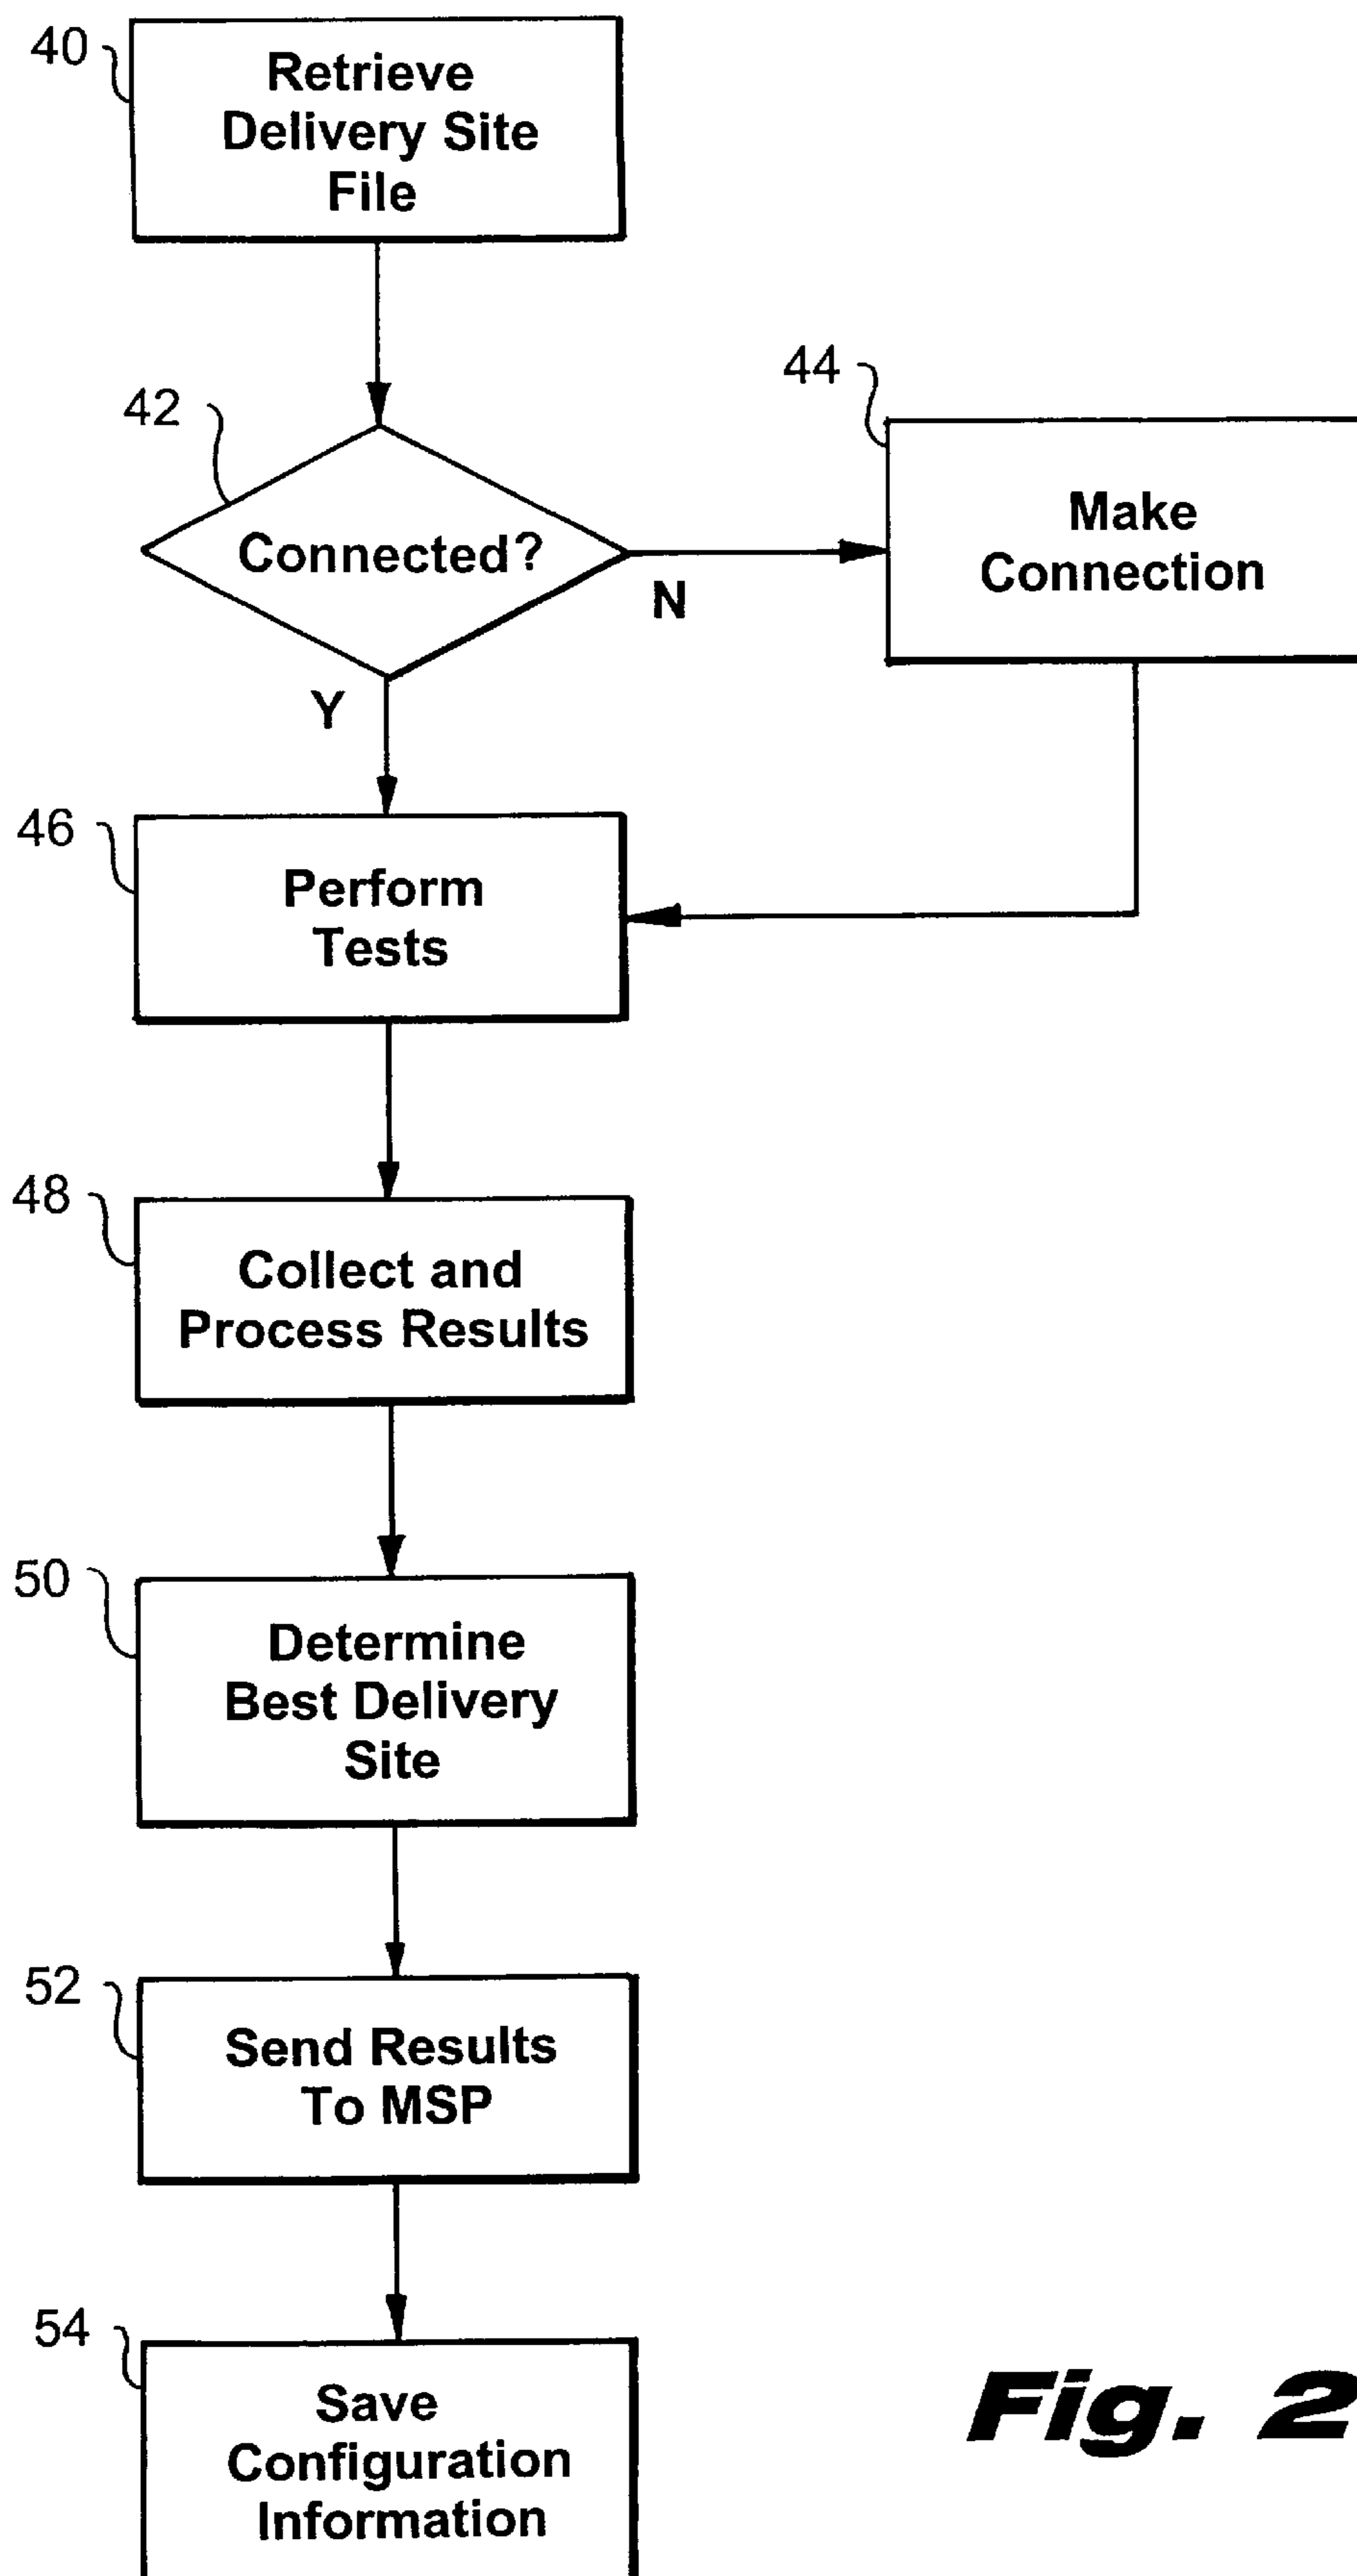 40
Retrieve
Delivery Site
File
42
Connected?
N
Y
44
Make
Connection
46
Perform
Tests
48
Collect and
Process Results
50
Determine
Best Delivery
Site
52
Send Results
To MSP
54
Save
Configuration
Information
Fig. 2